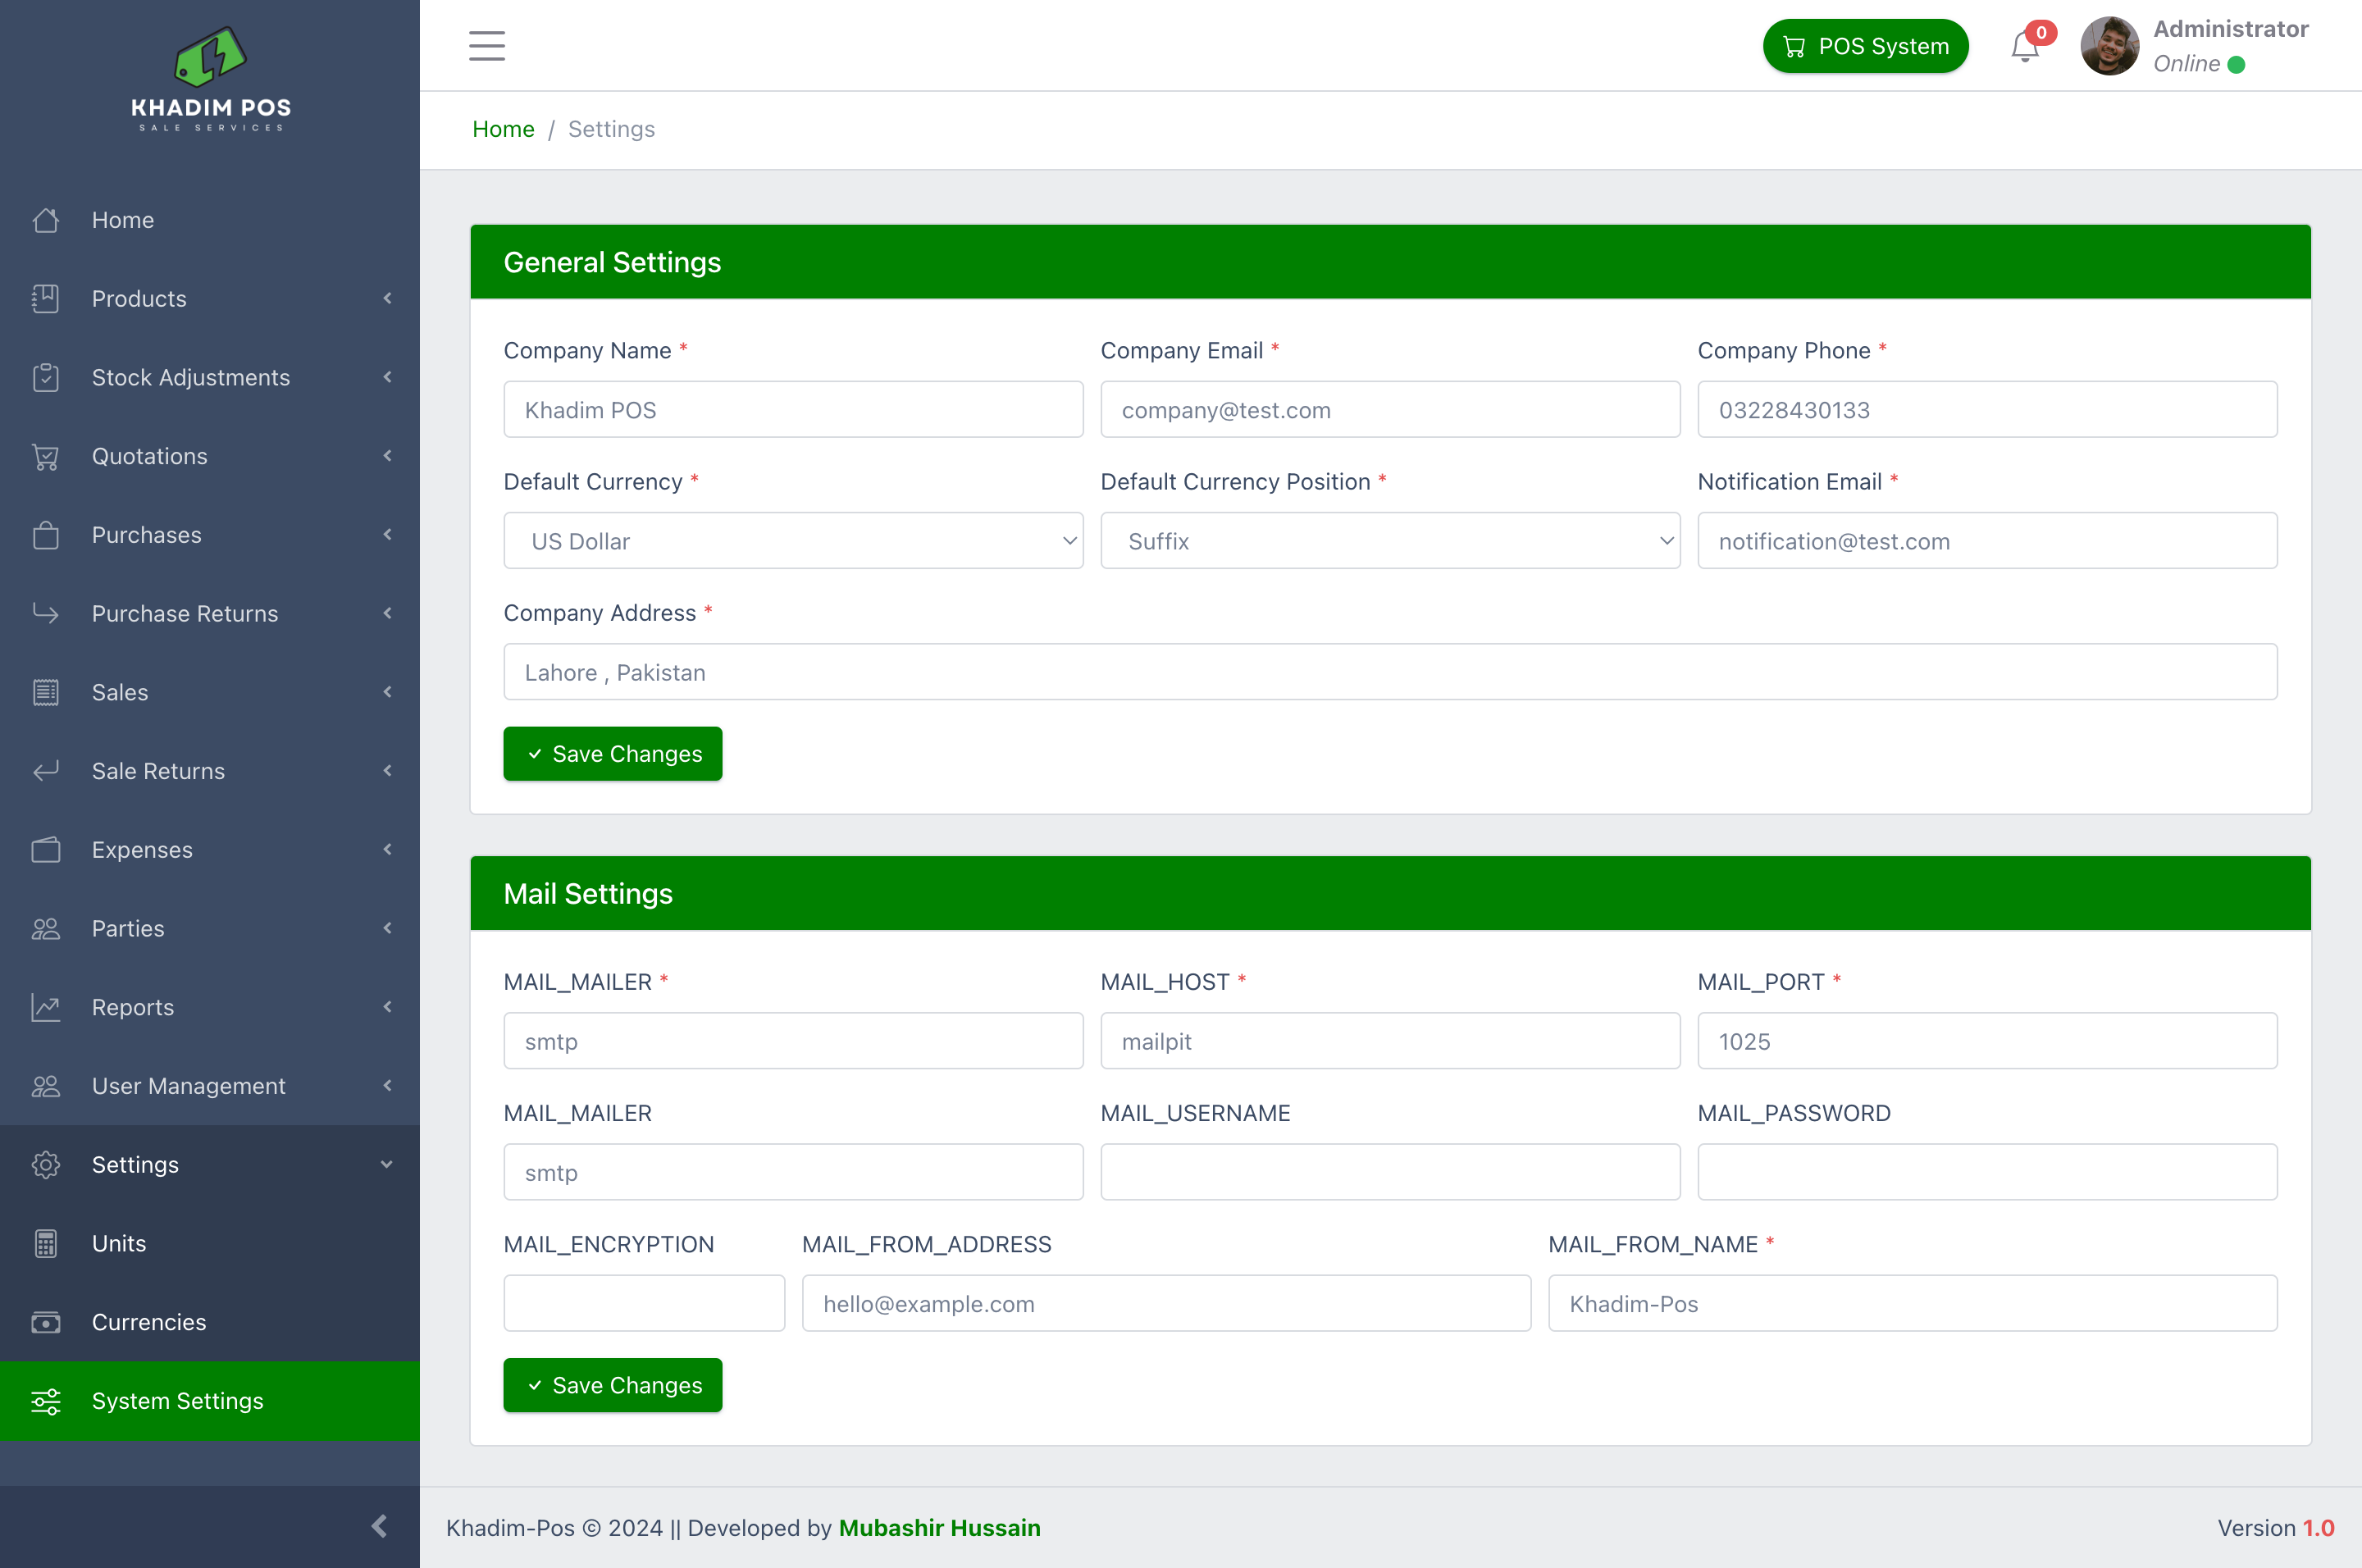 KHADIM POS
SALE SERVICES
Home
Products
Stock Adjustments
Quotations
Purchases
Purchase Returns
Sales
Sale Returns
Expenses
Parties
Reports
User Management
Settings
Units
Currencies
System Settings
POS System
0
Administrator
Online
Home / Settings
General Settings
Company Name * Company Email * Company Phone *
Khadim POS company@test.com 03228430133
Default Currency * Default Currency Position * Notification Email *
US Dollar Suffix notification@test.com
Company Address *
Lahore , Pakistan
Save Changes
Mail Settings
MAIL_MAILER * MAIL_HOST * MAIL_PORT *
smtp mailpit 1025
MAIL_MAILER MAIL_USERNAME MAIL_PASSWORD
smtp
MAIL_ENCRYPTION MAIL_FROM_ADDRESS MAIL_FROM_NAME *
hello@example.com Khadim-Pos
Save Changes
Khadim-Pos © 2024 || Developed by Mubashir Hussain
Version 1.0